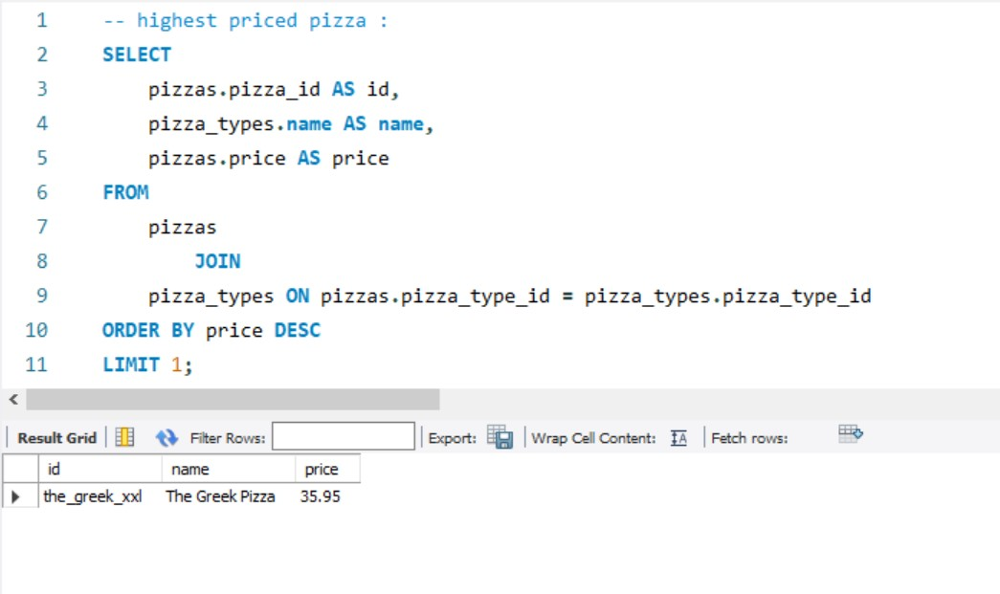 1 -- highest priced pizza :
2 SELECT
3 pizzas.pizza_id AS id,
4 pizza_types.name AS name,
5 pizzas.price AS price
6 FROM
7 pizzas
8 JOIN
9 pizza_types ON pizzas.pizza_type_id = pizza_types.pizza_type_id
10 ORDER BY price DESC
11 LIMIT 1;
Result Grid Filter Rows: Export: Wrap Cell Content: Fetch rows:
id name price
the_greek_xxl The Greek Pizza 35.95